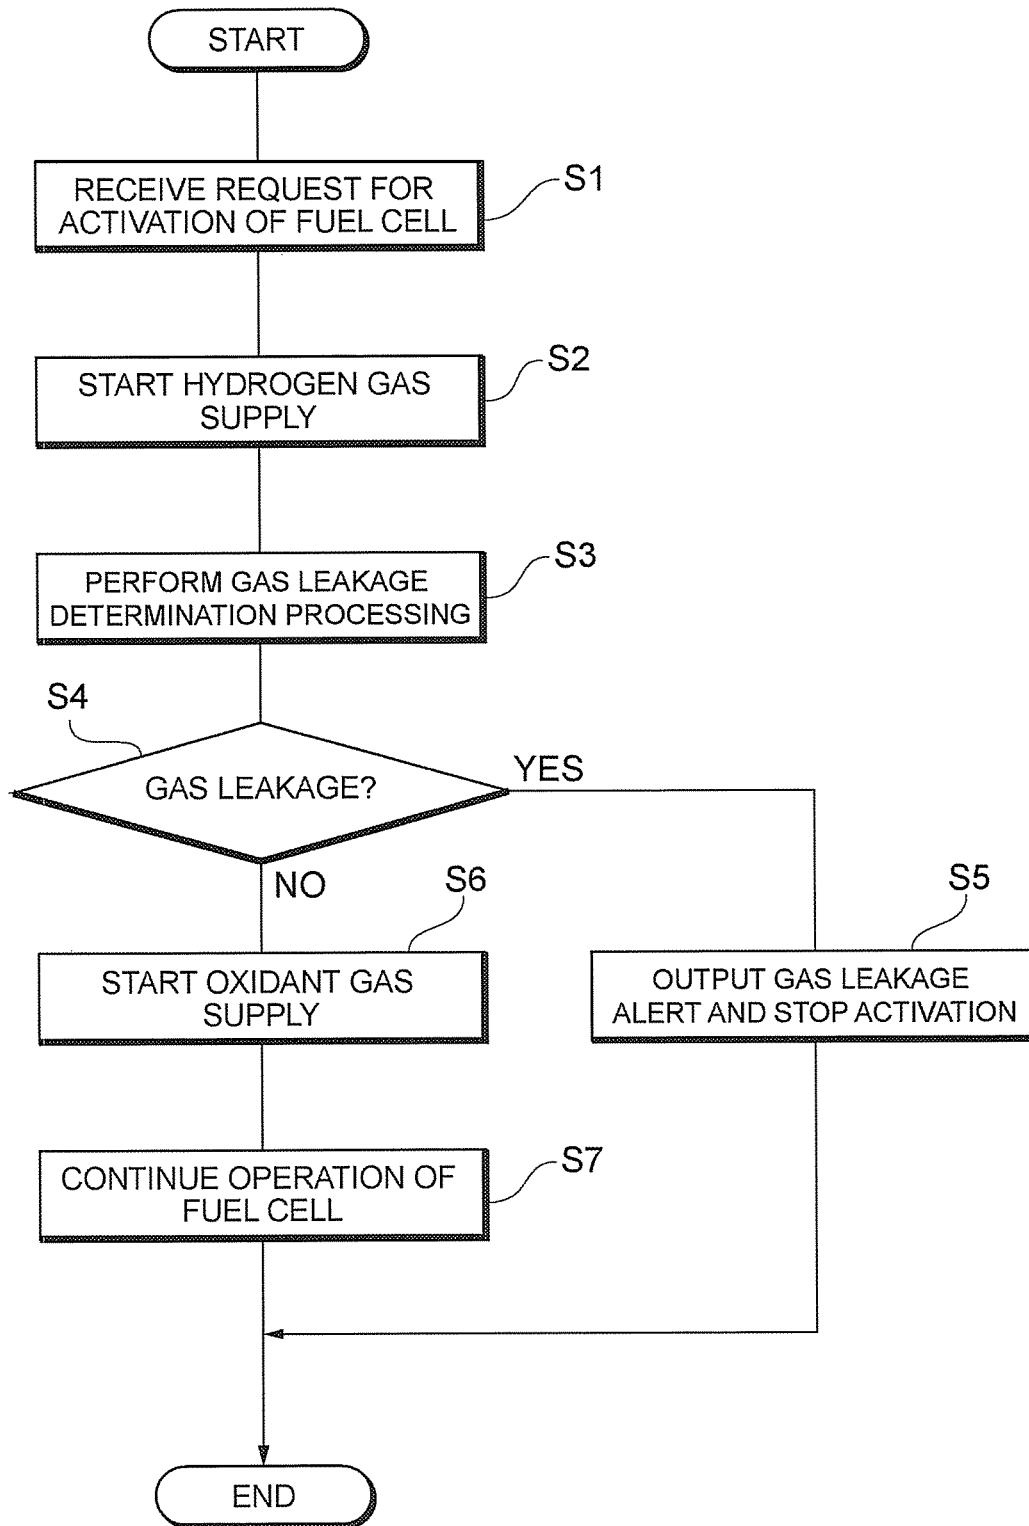 START
RECEIVE REQUEST FOR
ACTIVATION OF FUEL CELL
S1
START HYDROGEN GAS
SUPPLY
S2
PERFORM GAS LEAKAGE
DETERMINATION PROCESSING
S3
S4
GAS LEAKAGE?
YES
NO
S6
START OXIDANT GAS
SUPPLY
S5
OUTPUT GAS LEAKAGE
ALERT AND STOP ACTIVATION
CONTINUE OPERATION OF
FUEL CELL
S7
END